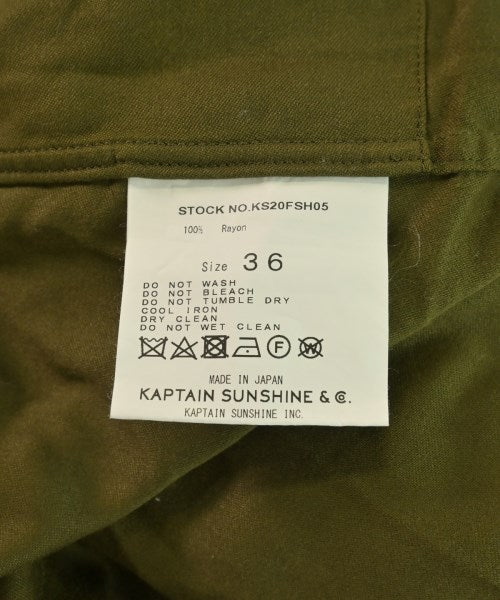 STOCK NO.KS20FSH05
100% Rayon
Size 36
DO NOT WASH
DO NOT BLEACH
DO NOT TUMBLE DRY
COOL IRON
DRY CLEAN
DO NOT WET CLEAN
F W
MADE IN JAPAN
KAPTAIN SUNSHINE & Co.
KAPTAIN SUNSHINE INC.